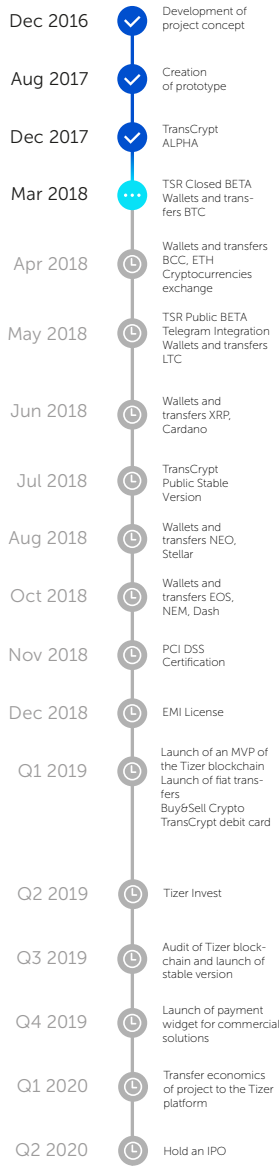 Dec 2016
Development of
project concept
Aug 2017
Creation
of prototype
Dec 2017
TransCrypt
ALPHA
Mar 2018
TSR Closed BETA
Wallets and trans-
fers BTC
Apr 2018
Wallets and transfers
BCC, ETH
Cryptocurrencies
exchange
May 2018
TSR Public BETA
Telegram Integration
Wallets and transfers
LTC
Jun 2018
Wallets and
transfers XRP,
Cardano
Jul 2018
TransCrypt
Public Stable
Version
Aug 2018
Wallets and
transfers NEO,
Stellar
Oct 2018
Wallets and
transfers EOS,
NEM, Dash
Nov 2018
PCI DSS
Certification
Dec 2018
EMI License
Q1 2019
Launch of an MVP of
the Tizer blockchain
Launch of fiat trans-
fers
Buy&Sell Crypto
TransCrypt debit card
Q2 2019
Tizer Invest
Q3 2019
Audit of Tizer block-
chain and launch of
stable version
Q4 2019
Launch of payment
widget for commercial
solutions
Q1 2020
Transfer economics
of project to the Tizer
platform
Q2 2020
Hold an IPO